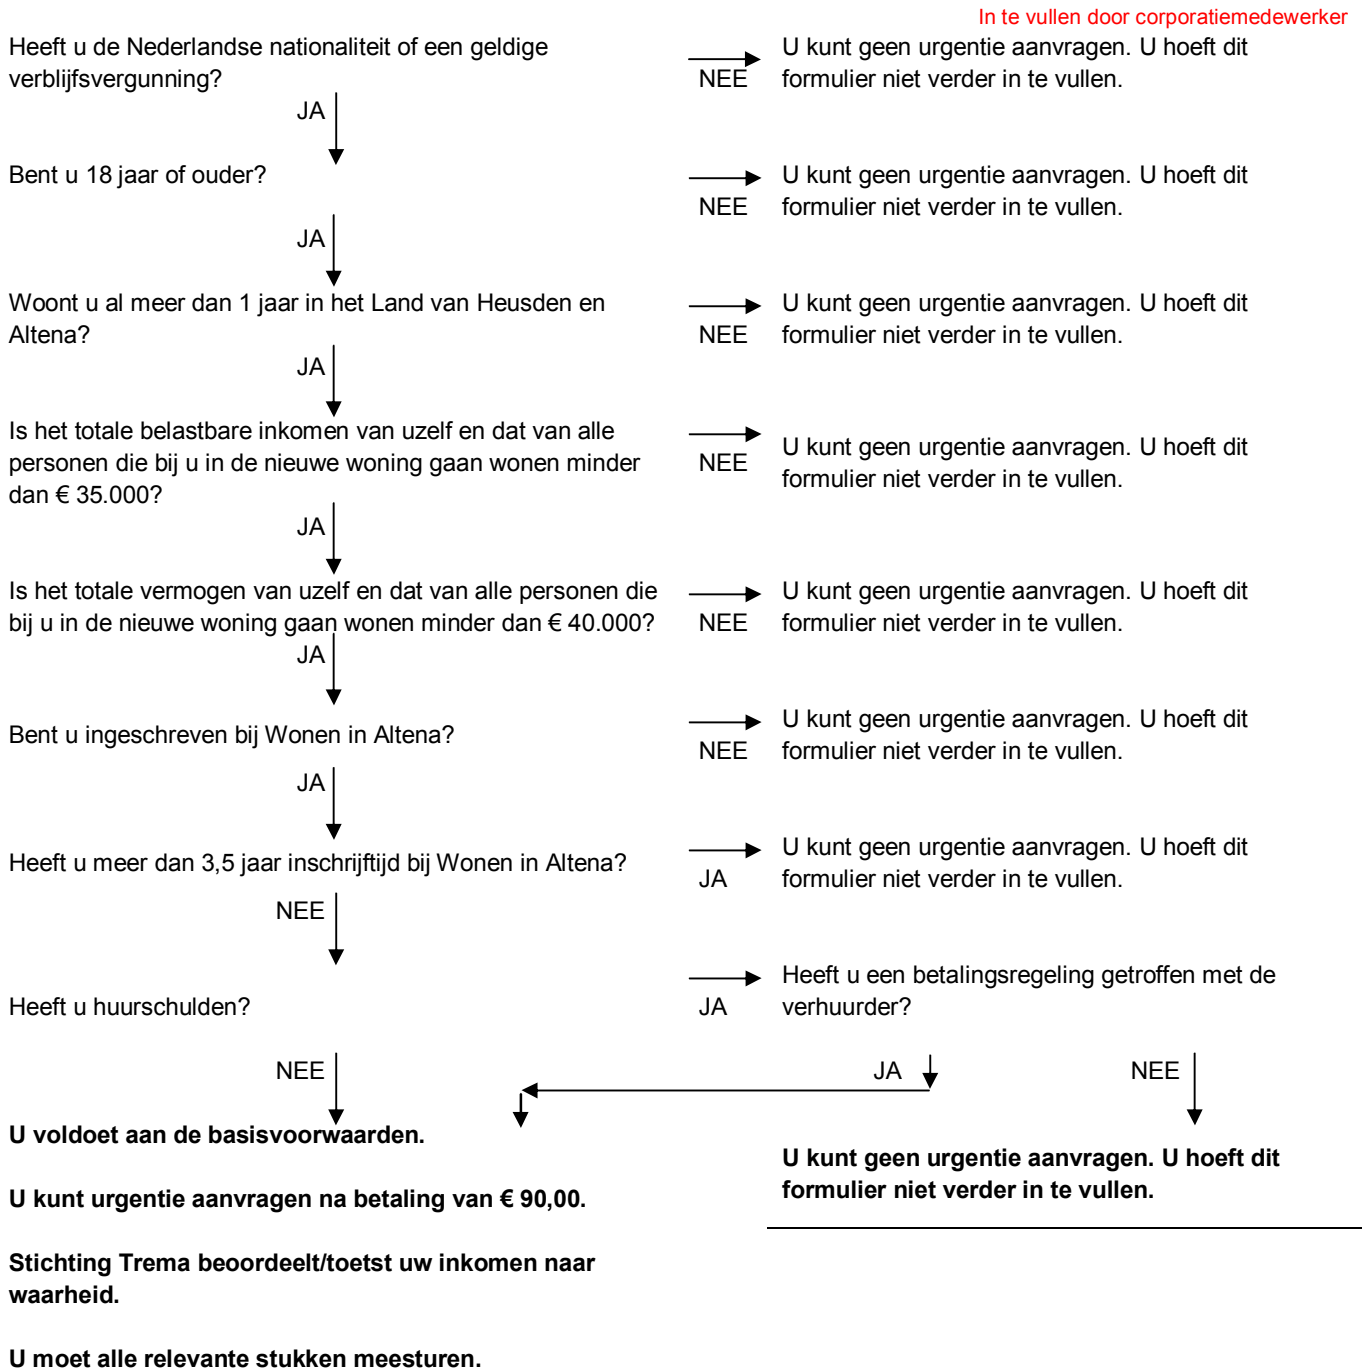 In te vullen door corporatiemedewerker
Heeft u de Nederlandse nationaliteit of een geldige
verblijfsvergunning?
NEE
U kunt geen urgentie aanvragen. U hoeft dit
formulier niet verder in te vullen.
JA
Bent u 18 jaar of ouder?
NEE
U kunt geen urgentie aanvragen. U hoeft dit
formulier niet verder in te vullen.
JA
Woont u al meer dan 1 jaar in het Land van Heusden en
Altena?
NEE
U kunt geen urgentie aanvragen. U hoeft dit
formulier niet verder in te vullen.
JA
Is het totale belastbare inkomen van uzelf en dat van alle
personen die bij u in de nieuwe woning gaan wonen minder
dan € 35.000?
NEE
U kunt geen urgentie aanvragen. U hoeft dit
formulier niet verder in te vullen.
JA
Is het totale vermogen van uzelf en dat van alle personen die
bij u in de nieuwe woning gaan wonen minder dan € 40.000?
NEE
U kunt geen urgentie aanvragen. U hoeft dit
formulier niet verder in te vullen.
JA
Bent u ingeschreven bij Wonen in Altena?
NEE
U kunt geen urgentie aanvragen. U hoeft dit
formulier niet verder in te vullen.
JA
Heeft u meer dan 3,5 jaar inschrijftijd bij Wonen in Altena?
JA
U kunt geen urgentie aanvragen. U hoeft dit
formulier niet verder in te vullen.
NEE
Heeft u huurschulden?
JA
Heeft u een betalingsregeling getroffen met de
verhuurder?
NEE
JA
NEE
U voldoet aan de basisvoorwaarden.
U kunt geen urgentie aanvragen. U hoeft dit
formulier niet verder in te vullen.
U kunt urgentie aanvragen na betaling van € 90,00.
Stichting Trema beoordeelt/toetst uw inkomen naar
waarheid.
U moet alle relevante stukken meesturen.